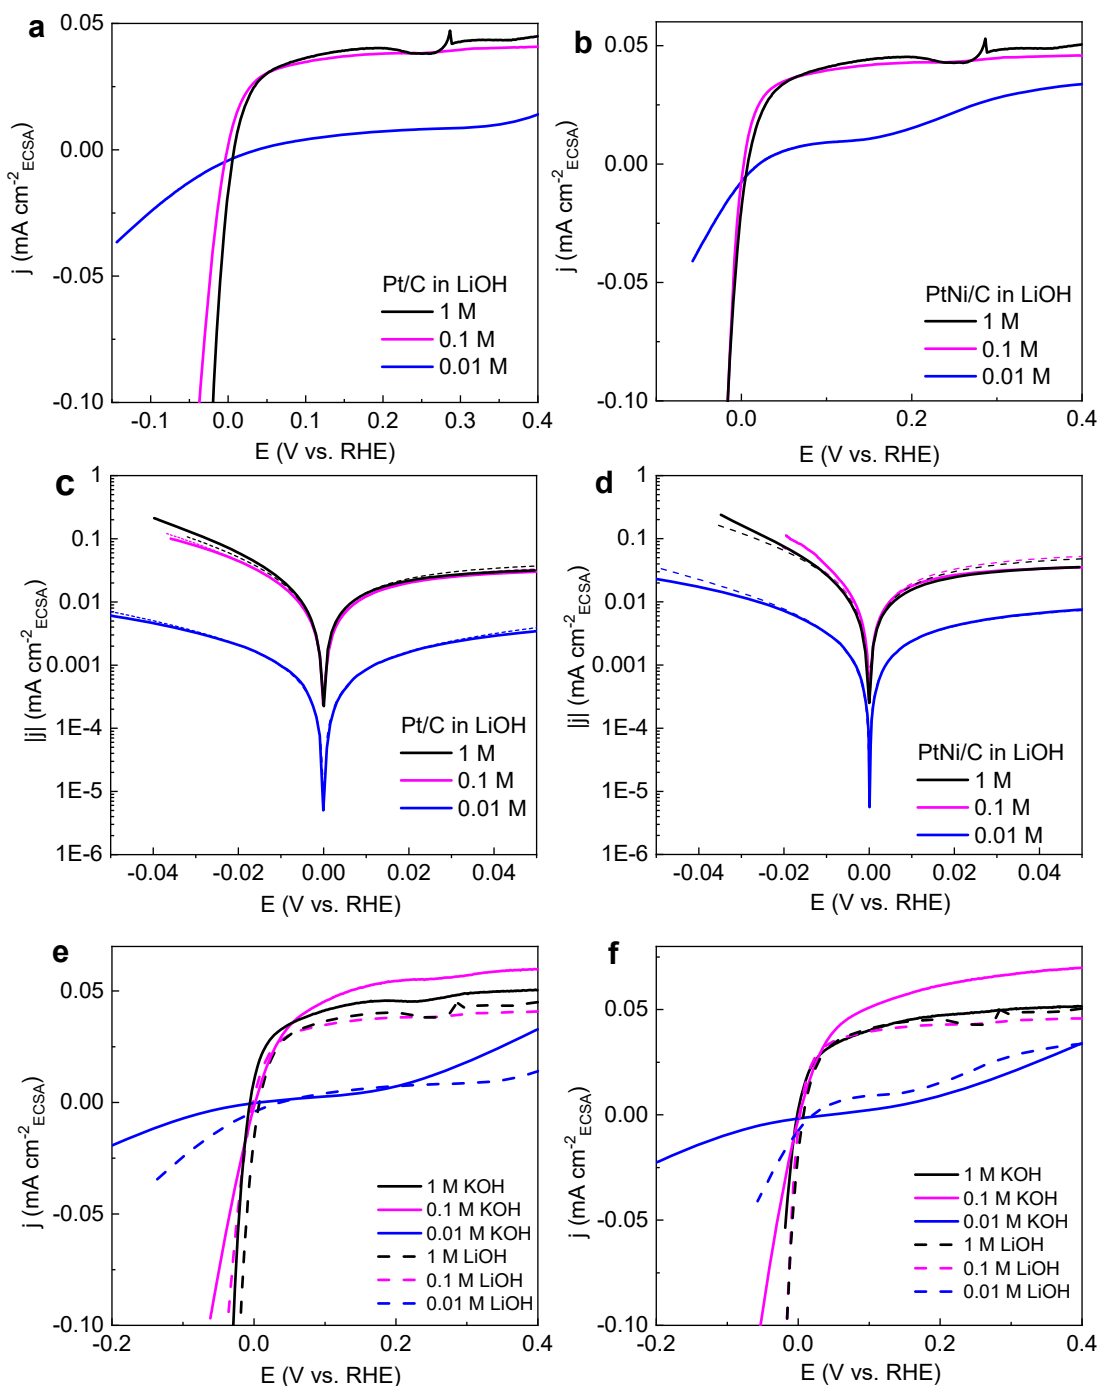 a
0.05
0.00
-0.05
-0.10
j (mA cm-2ECSA)
Pt/C in LiOH
1 M
0.1 M
0.01 M
-0.1 0.0 0.1 0.2 0.3 0.4
E (V vs. RHE)
b
0.05
0.00
-0.05
-0.10
j (mA cm-2ECSA)
PtNi/C in LiOH
1 M
0.1 M
0.01 M
0.0 0.2 0.4
E (V vs. RHE)
c
1
0.1
0.01
0.001
1E-4
1E-5
1E-6
|j| (mA cm-2ECSA)
Pt/C in LiOH
1 M
0.1 M
0.01 M
-0.04 -0.02 0.00 0.02 0.04
E (V vs. RHE)
d
1
0.1
0.01
0.001
1E-4
1E-5
1E-6
|j| (mA cm-2ECSA)
PtNi/C in LiOH
1 M
0.1 M
0.01 M
-0.04 -0.02 0.00 0.02 0.04
E (V vs. RHE)
e
0.05
0.00
-0.05
-0.10
j (mA cm-2ECSA)
1 M KOH
0.1 M KOH
0.01 M KOH
1 M LiOH
0.1 M LiOH
0.01 M LiOH
-0.2 0.0 0.2 0.4
E (V vs. RHE)
f
0.05
0.00
-0.05
-0.10
j (mA cm-2ECSA)
1 M KOH
0.1 M KOH
0.01 M KOH
1 M LiOH
0.1 M LiOH
0.01 M LiOH
-0.2 0.0 0.2 0.4
E (V vs. RHE)